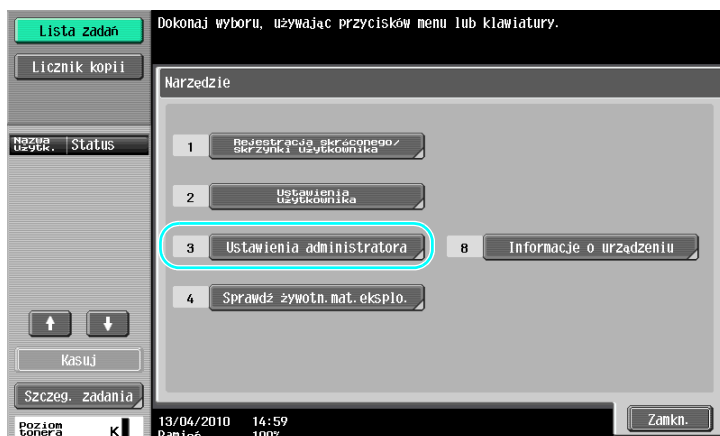 Lista zadań
Dokonaj wyboru, używając przycisków menu lub klawiatury.
Licznik kopii
Narzędzie
Nazwa użytk. Status
1 Rejestracja skróconego/
skrzynki użytkownika
2 Ustawienia
użytkownika
3 Ustawienia administratora
8 Informacje o urządzeniu
4 Sprawdź żywotn.mat.eksplo.
Kasuj
Szczeg. zadania
Poziom
tonera K
13/04/2010 14:59
Pamięć 100%
Zamkn.